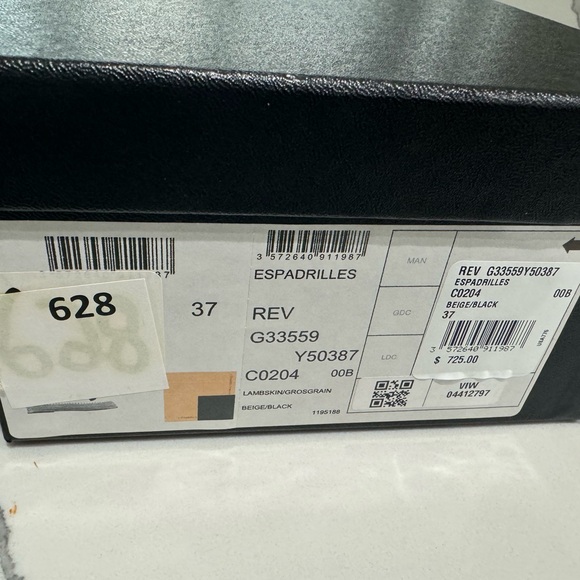 37
628
37
3 572640 911987
ESPADRILLES
REV
G33559
Y50387
C0204 00B
LAMBSKIN/GROSGRAIN
BEIGE/BLACK 1195188
MAN
GDC
LDC
REV G33559Y50387
ESPADRILLES
C0204 00B
BEIGE/BLACK
37
3 572640 911987
$ 725.00
VIW
04412797